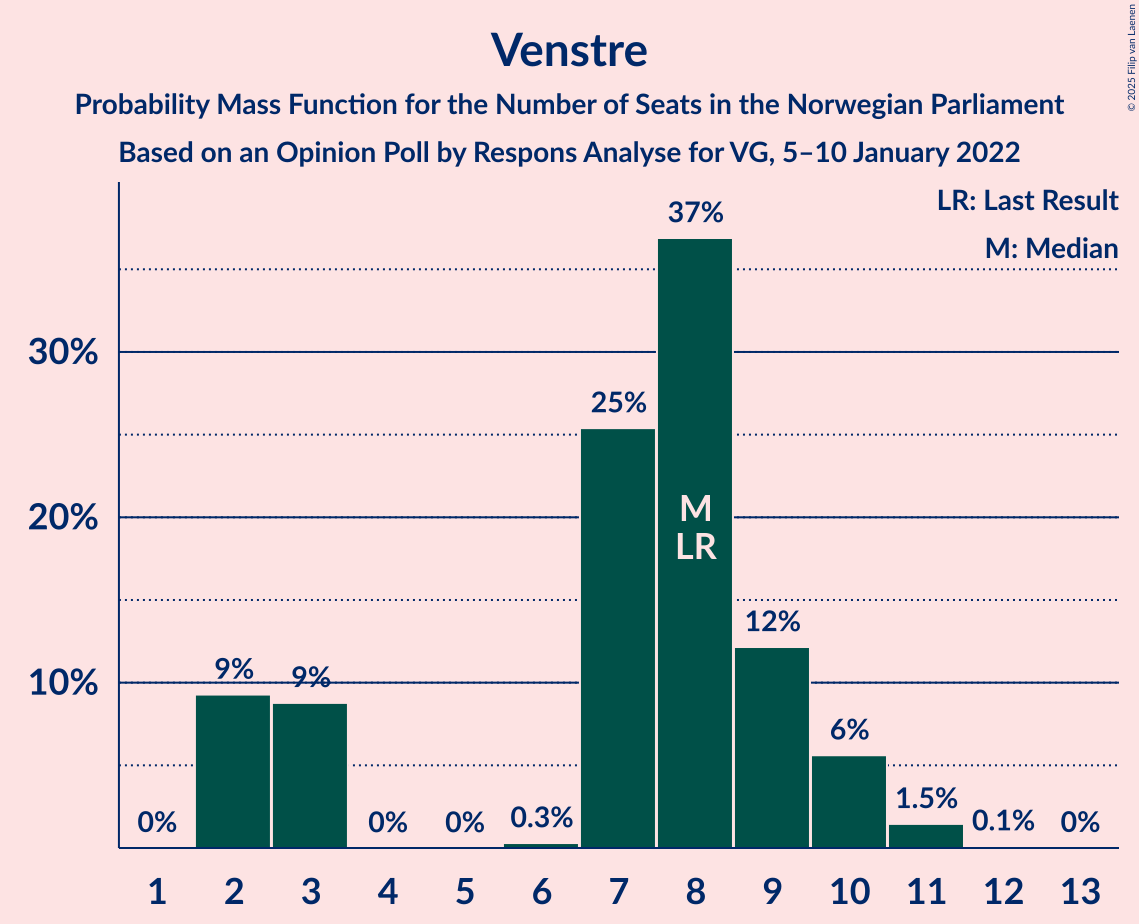 Venstre
Probability Mass Function for the Number of Seats in the Norwegian Parliament
Based on an Opinion Poll by Respons Analyse for VG, 5–10 January 2022
© 2025 Filip van Laenen
LR: Last Result
M: Median
30%
20%
10%
0%
9%
9%
0%
0%
0.3%
25%
37%
M
LR
12%
6%
1.5%
0.1%
0%
1 2 3 4 5 6 7 8 9 10 11 12 13